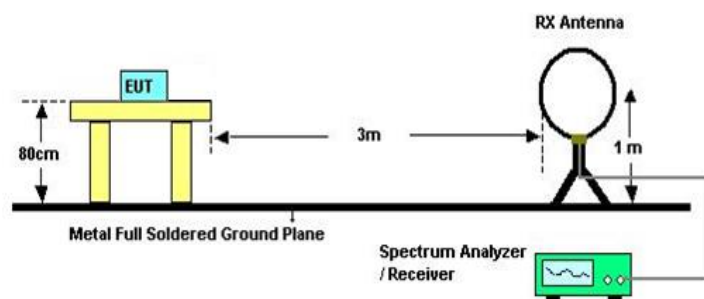 RX Antenna
EUT
3m
80cm
1 m
Metal Full Soldered Ground Plane
Spectrum Analyzer
/ Receiver